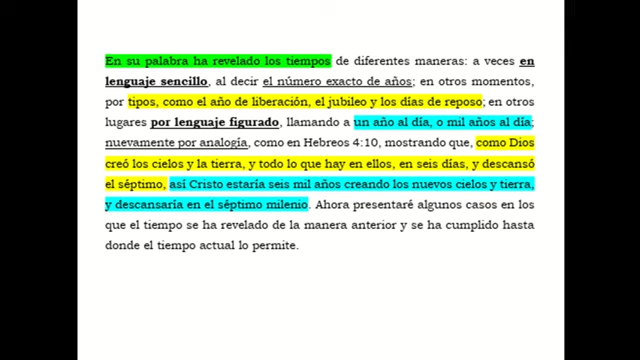 En su palabra ha revelado los tiempos de diferentes maneras: a veces en
lenguaje sencillo, al decir el número exacto de años; en otros momentos,
por tipos, como el año de liberación, el jubileo y los días de reposo; en otros
lugares por lenguaje figurado, llamando a un año al día, o mil años al día;
nuevamente por analogía, como en Hebreos 4:10, mostrando que, como Dios
creó los cielos y la tierra, y todo lo que hay en ellos, en seis días, y descansó
el séptimo, así Cristo estaría seis mil años creando los nuevos cielos y tierra,
y descansaría en el séptimo milenio. Ahora presentaré algunos casos en los
que el tiempo se ha revelado de la manera anterior y se ha cumplido hasta
donde el tiempo actual lo permite.